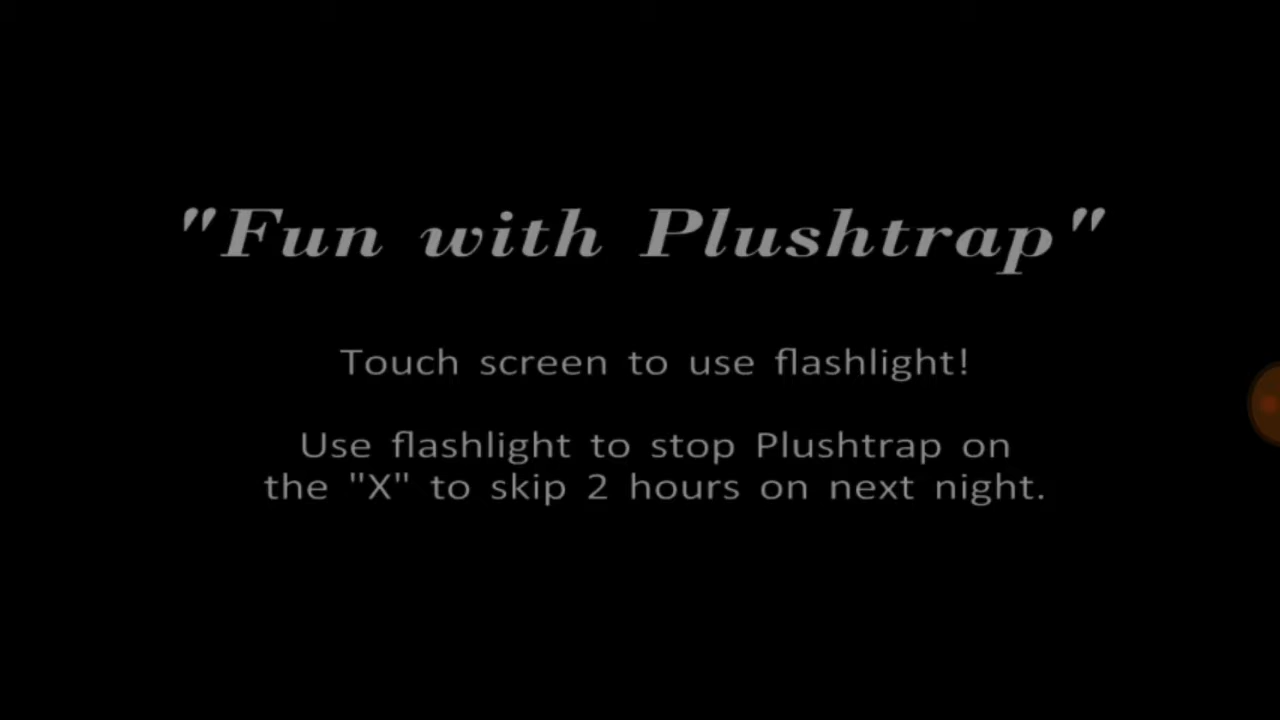 "Fun with Plushtrap"
Touch screen to use flashlight!
Use flashlight to stop Plushtrap on
the "X" to skip 2 hours on next night.